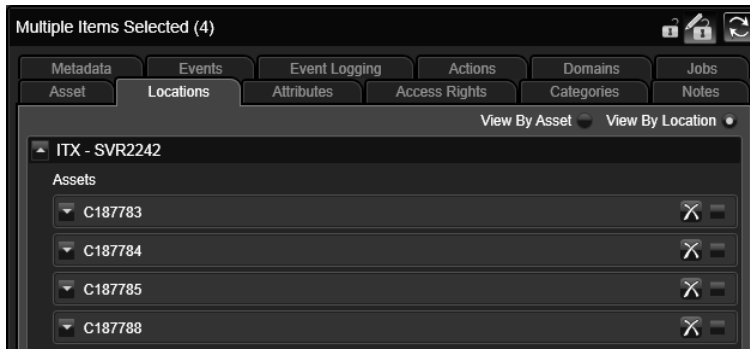 Multiple Items Selected (4)
Metadata Events Event Logging Actions Domains Jobs
Asset Locations Attributes Access Rights Categories Notes
View By Asset View By Location
ITX - SVR2242
Assets
C187783
C187784
C187785
C187788